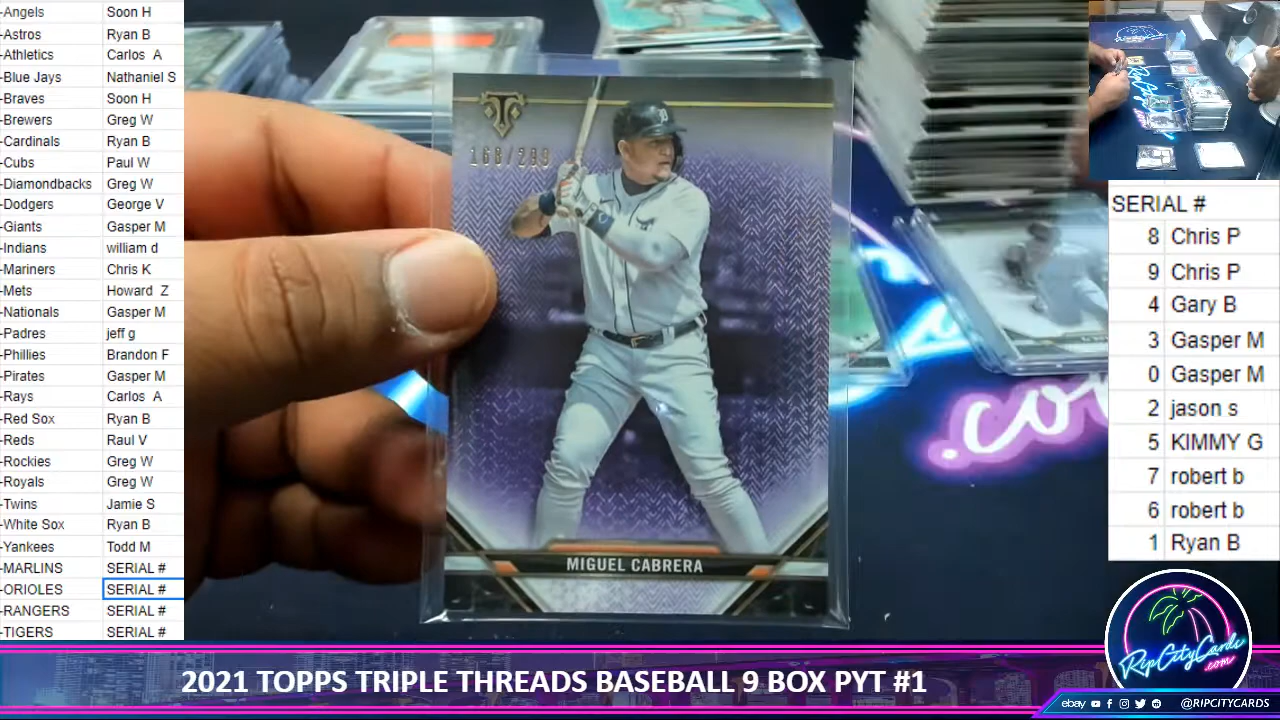 -Angels Soon H
-Astros Ryan B
-Athletics Carlos A
-Blue Jays Nathaniel S
-Braves Soon H
-Brewers Greg W
-Cardinals Ryan B
-Cubs Paul W
-Diamondbacks Greg W
-Dodgers George V
-Giants Gasper M
-Indians william d
-Mariners Chris K
-Mets Howard Z
-Nationals Gasper M
-Padres jeff g
-Phillies Brandon F
-Pirates Gasper M
-Rays Carlos A
-Red Sox Ryan B
-Reds Raul V
-Rockies Greg W
-Royals Greg W
-Twins Jamie S
-White Sox Ryan B
-Yankees Todd M
-MARLINS SERIAL #
-ORIOLES SERIAL #
-RANGERS SERIAL #
-TIGERS SERIAL #
168/299
MIGUEL CABRERA
.co
SERIAL #
8 Chris P
9 Chris P
4 Gary B
3 Gasper M
0 Gasper M
2 jason s
5 KIMMY G
7 robert b
6 robert b
1 Ryan B
RipCityCards
.com
2021 TOPPS TRIPLE THREADS BASEBALL 9 BOX PYT #1
ebay @RIPCITYCARDS